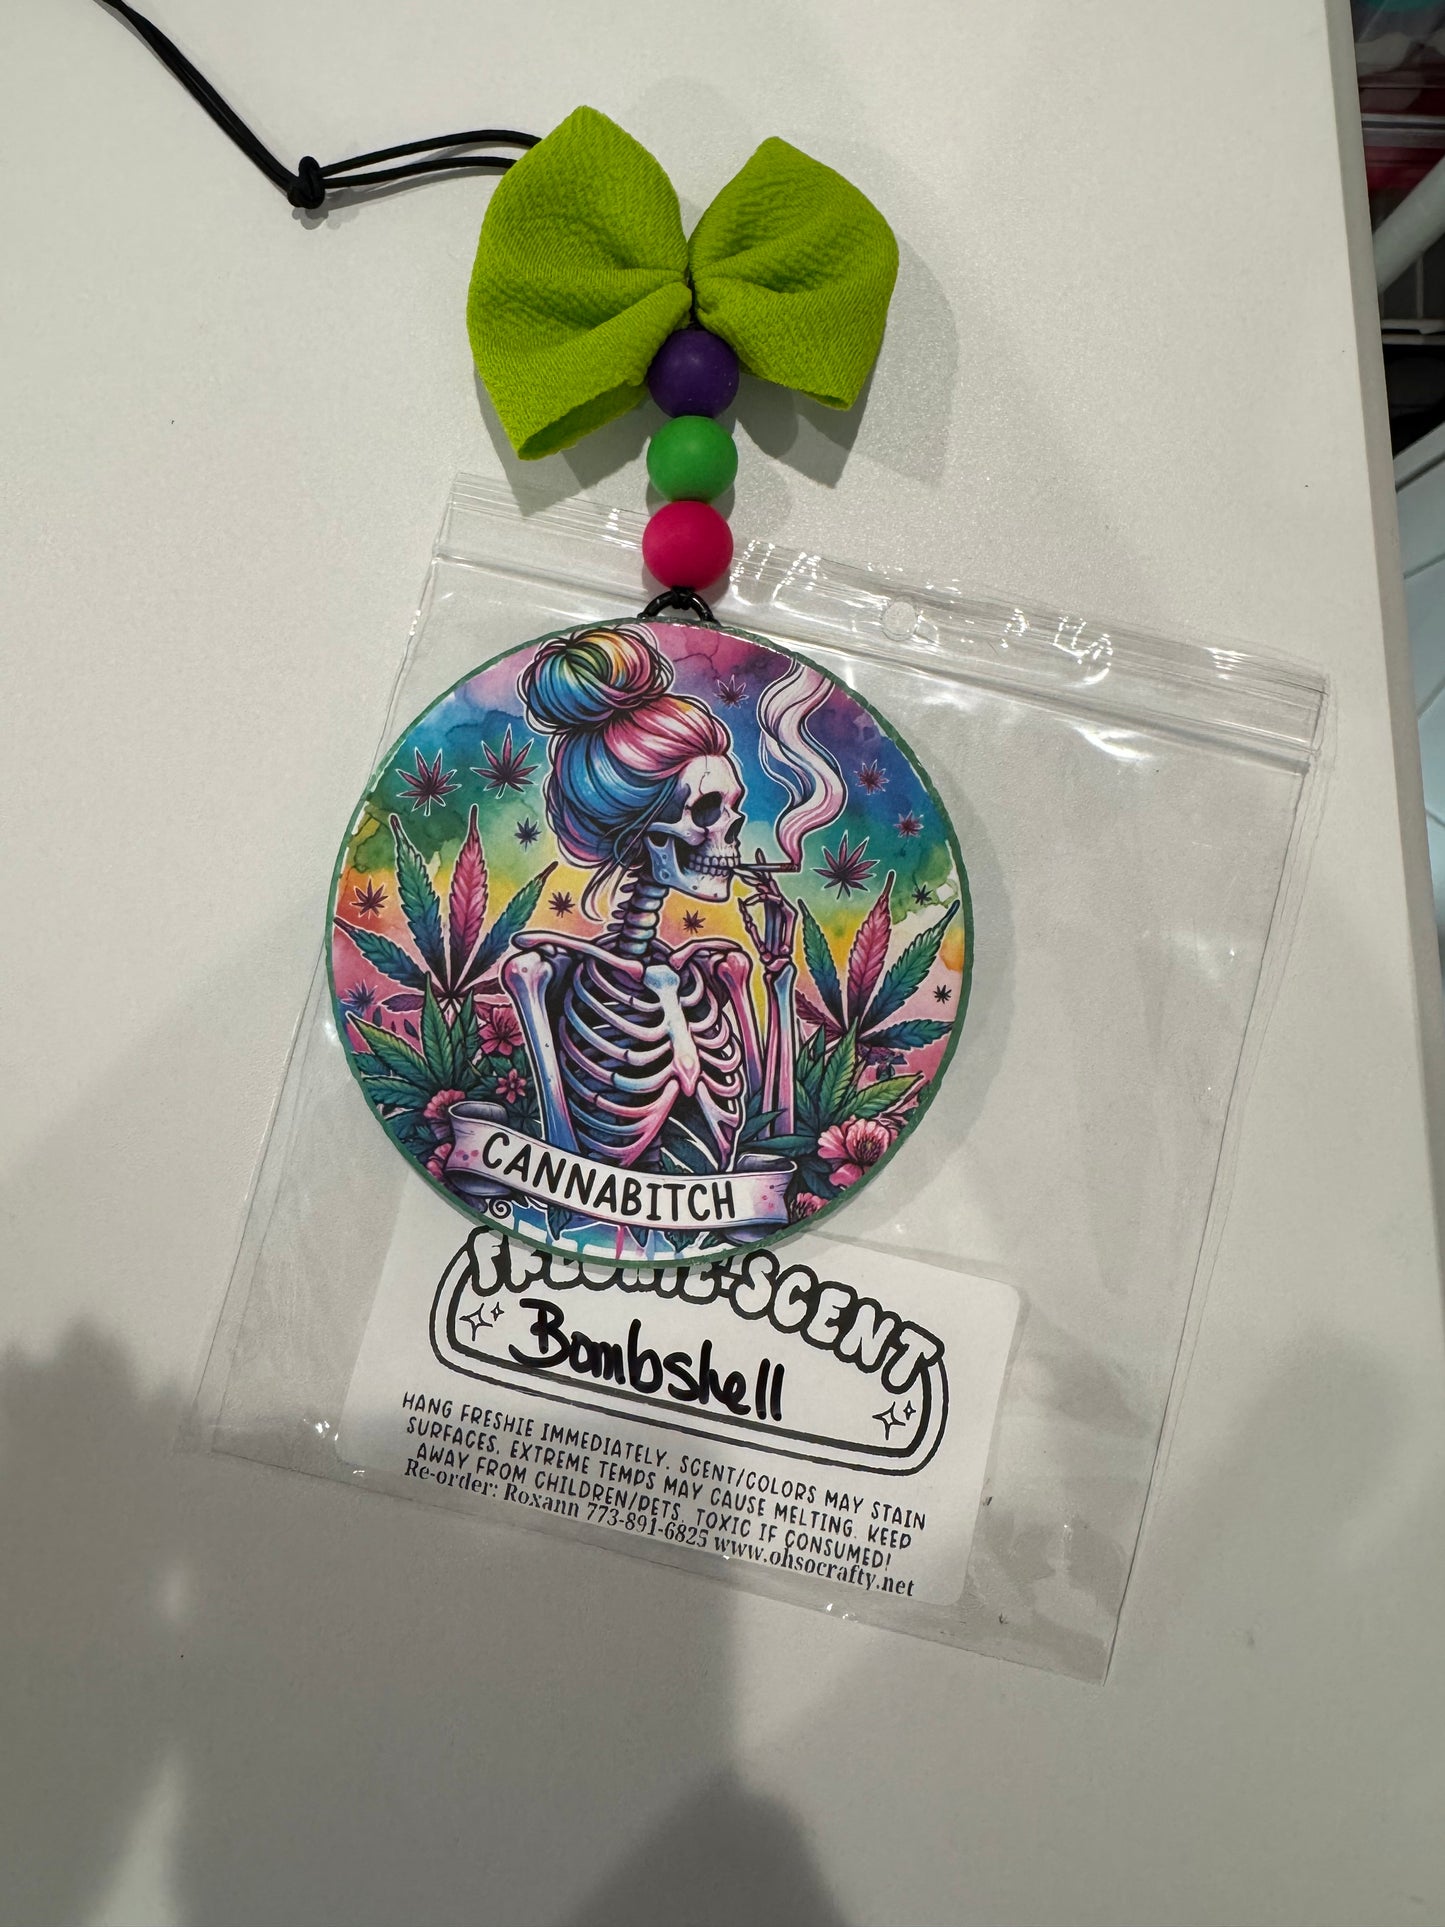 CANNABITCH
FRESHIE-SCENT
Bombshell
HANG FRESHIE IMMEDIATELY. SCENT/COLORS MAY STAIN
SURFACES. EXTREME TEMPS MAY CAUSE MELTING. KEEP
AWAY FROM CHILDREN/PETS. TOXIC IF CONSUMED!
Re-order: Roxann 773-891-6825 www.ohsocrafty.net